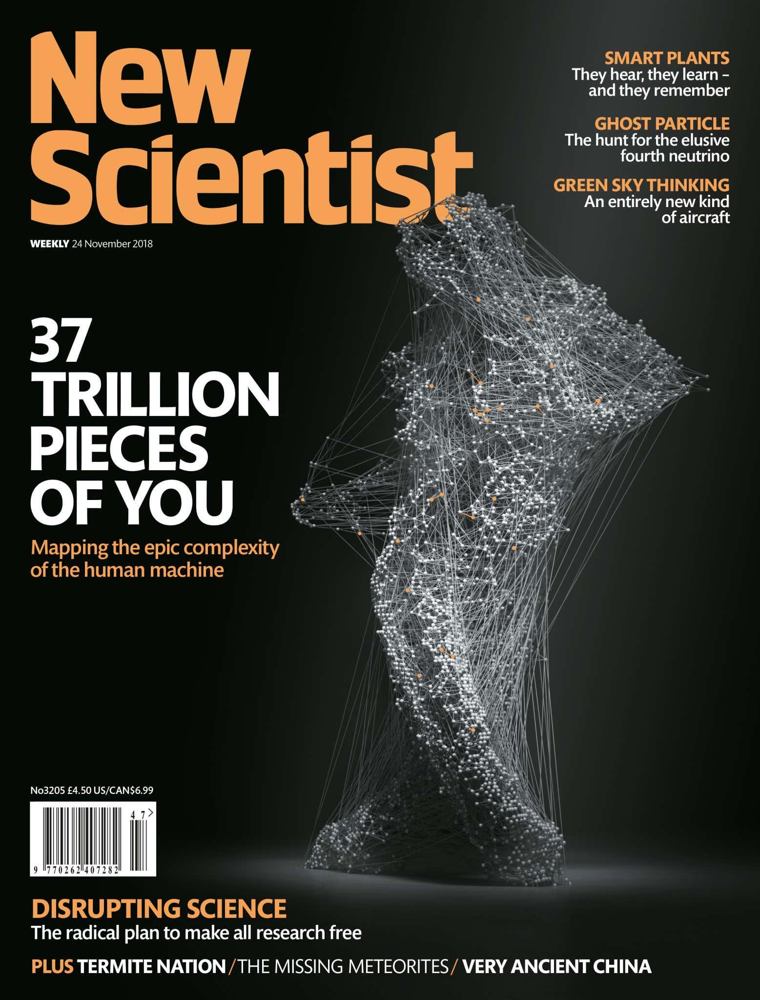 New
Scientist
WEEKLY 24 November 2018
SMART PLANTS
They hear, they learn –
and they remember
GHOST PARTICLE
The hunt for the elusive
fourth neutrino
GREEN SKY THINKING
An entirely new kind
of aircraft
37
TRILLION
PIECES
OF YOU
Mapping the epic complexity
of the human machine
No3205 £4.50 US/CAN$6.99
4 7 >
9 770262 407282
DISRUPTING SCIENCE
The radical plan to make all research free
PLUS TERMITE NATION / THE MISSING METEORITES / VERY ANCIENT CHINA